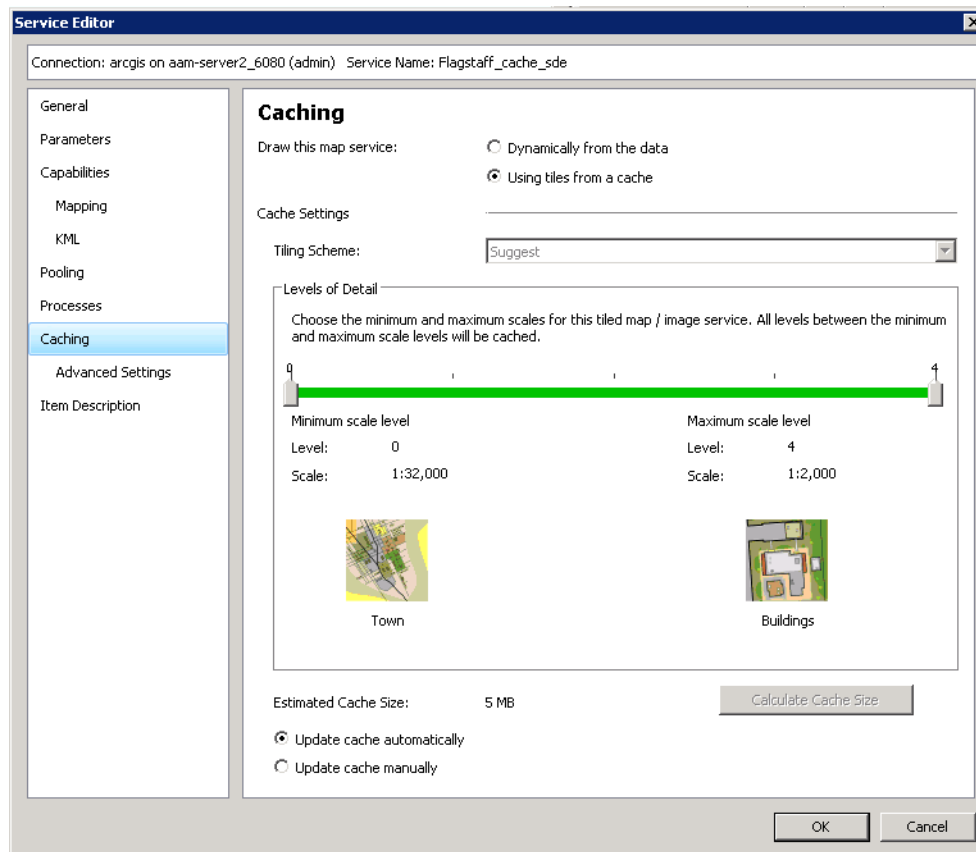 Service Editor
Connection: arcgis on aam-server2_6080 (admin)   Service Name: Flagstaff_cache_sde
General
Parameters
Capabilities
Mapping
KML
Pooling
Processes
Caching
Advanced Settings
Item Description
Caching
Draw this map service:
Dynamically from the data
Using tiles from a cache
Cache Settings
Tiling Scheme:
Suggest
Levels of Detail
Choose the minimum and maximum scales for this tiled map / image service. All levels between the minimum
and maximum scale levels will be cached.
0 4
Minimum scale level
Level: 0
Scale: 1:32,000
Town
Maximum scale level
Level: 4
Scale: 1:2,000
Buildings
Estimated Cache Size: 5 MB
Calculate Cache Size
Update cache automatically
Update cache manually
OK
Cancel